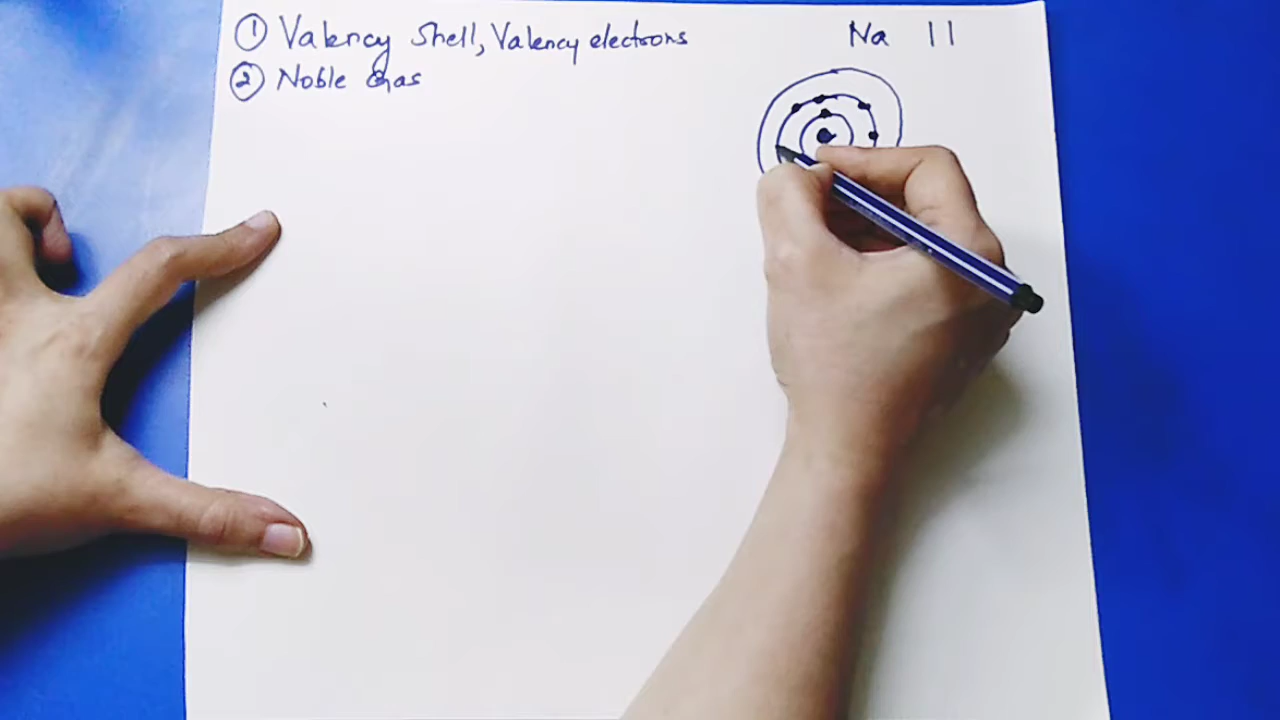 ① Valency Shell, Valency electrons
Na 11
② Noble Gas